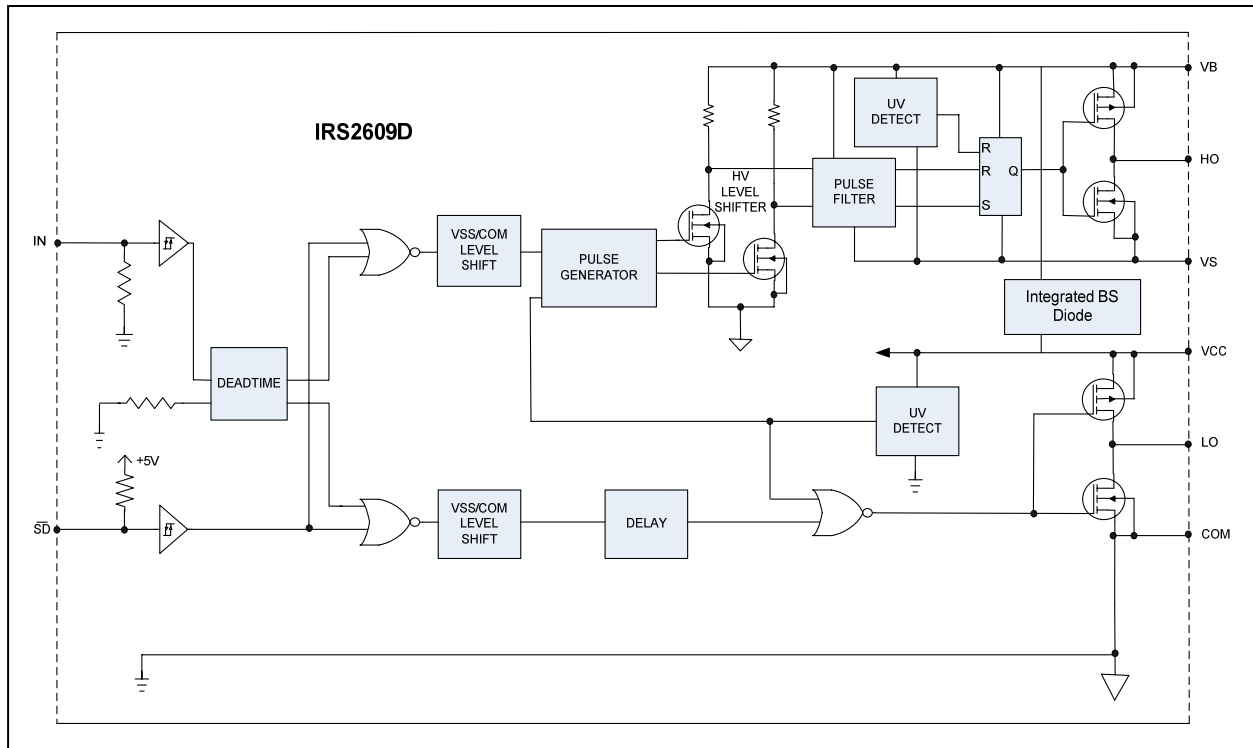 IRS2609D
VB
UV
DETECT
R
R
Q
S
HO
HV
LEVEL
SHIFTER
PULSE
FILTER
IN
VSS/COM
LEVEL
SHIFT
PULSE
GENERATOR
VS
Integrated BS
Diode
VCC
DEADTIME
UV
DETECT
LO
+5V
SD
VSS/COM
LEVEL
SHIFT
DELAY
COM